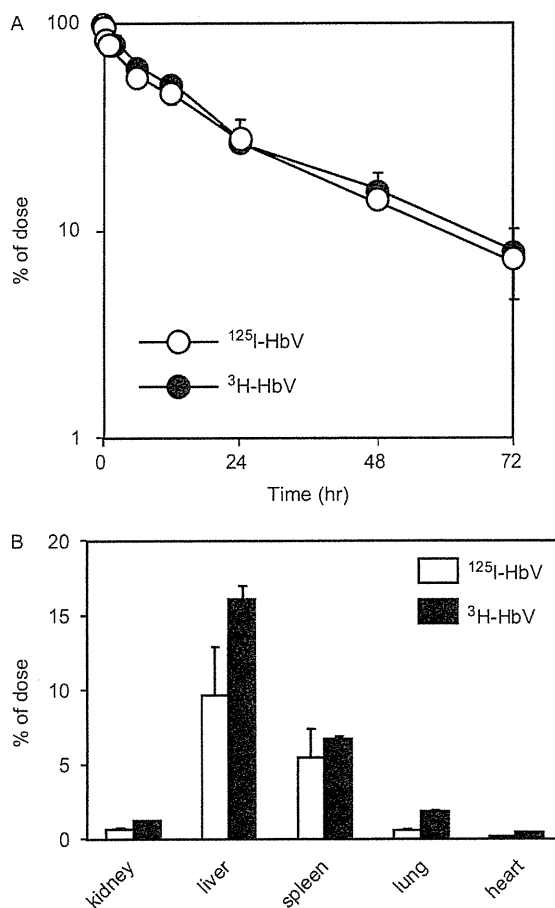 A
100
10
1
% of dose
¹²⁵I-HbV
³H-HbV
0 24 48 72
Time (hr)
B
20
15
10
5
0
% of dose
¹²⁵I-HbV
³H-HbV
kidney liver spleen lung heart